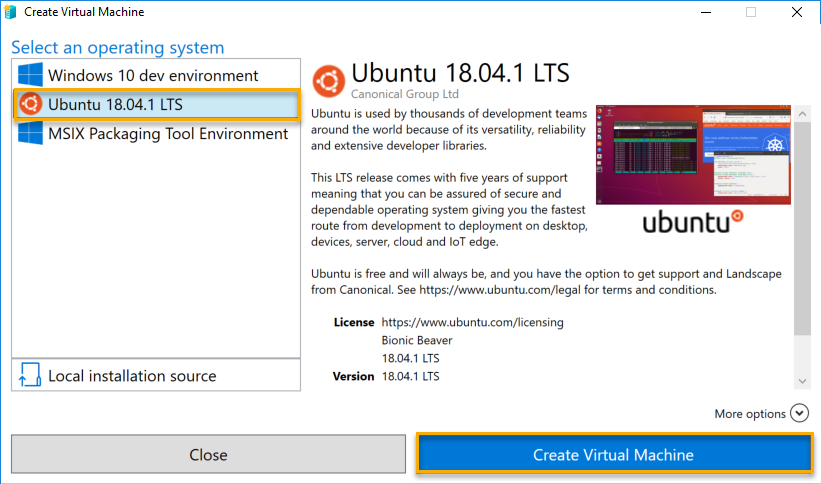 Create Virtual Machine
Select an operating system
Windows 10 dev environment
Ubuntu 18.04.1 LTS
MSIX Packaging Tool Environment
Local installation source
Ubuntu 18.04.1 LTS
Canonical Group Ltd
Ubuntu is used by thousands of development teams
around the world because of its versatility, reliability
and extensive developer libraries.
This LTS release comes with five years of support
meaning that you can be assured of secure and
dependable operating system giving you the fastest
route from development to deployment on desktop,
devices, server, cloud and IoT edge.
ubuntu
Ubuntu is free and will always be, and you have the option to get support and Landscape
from Canonical. See https://www.ubuntu.com/legal for terms and conditions.
License https://www.ubuntu.com/licensing
Bionic Beaver
18.04.1 LTS
Version 18.04.1 LTS
More options
Close
Create Virtual Machine